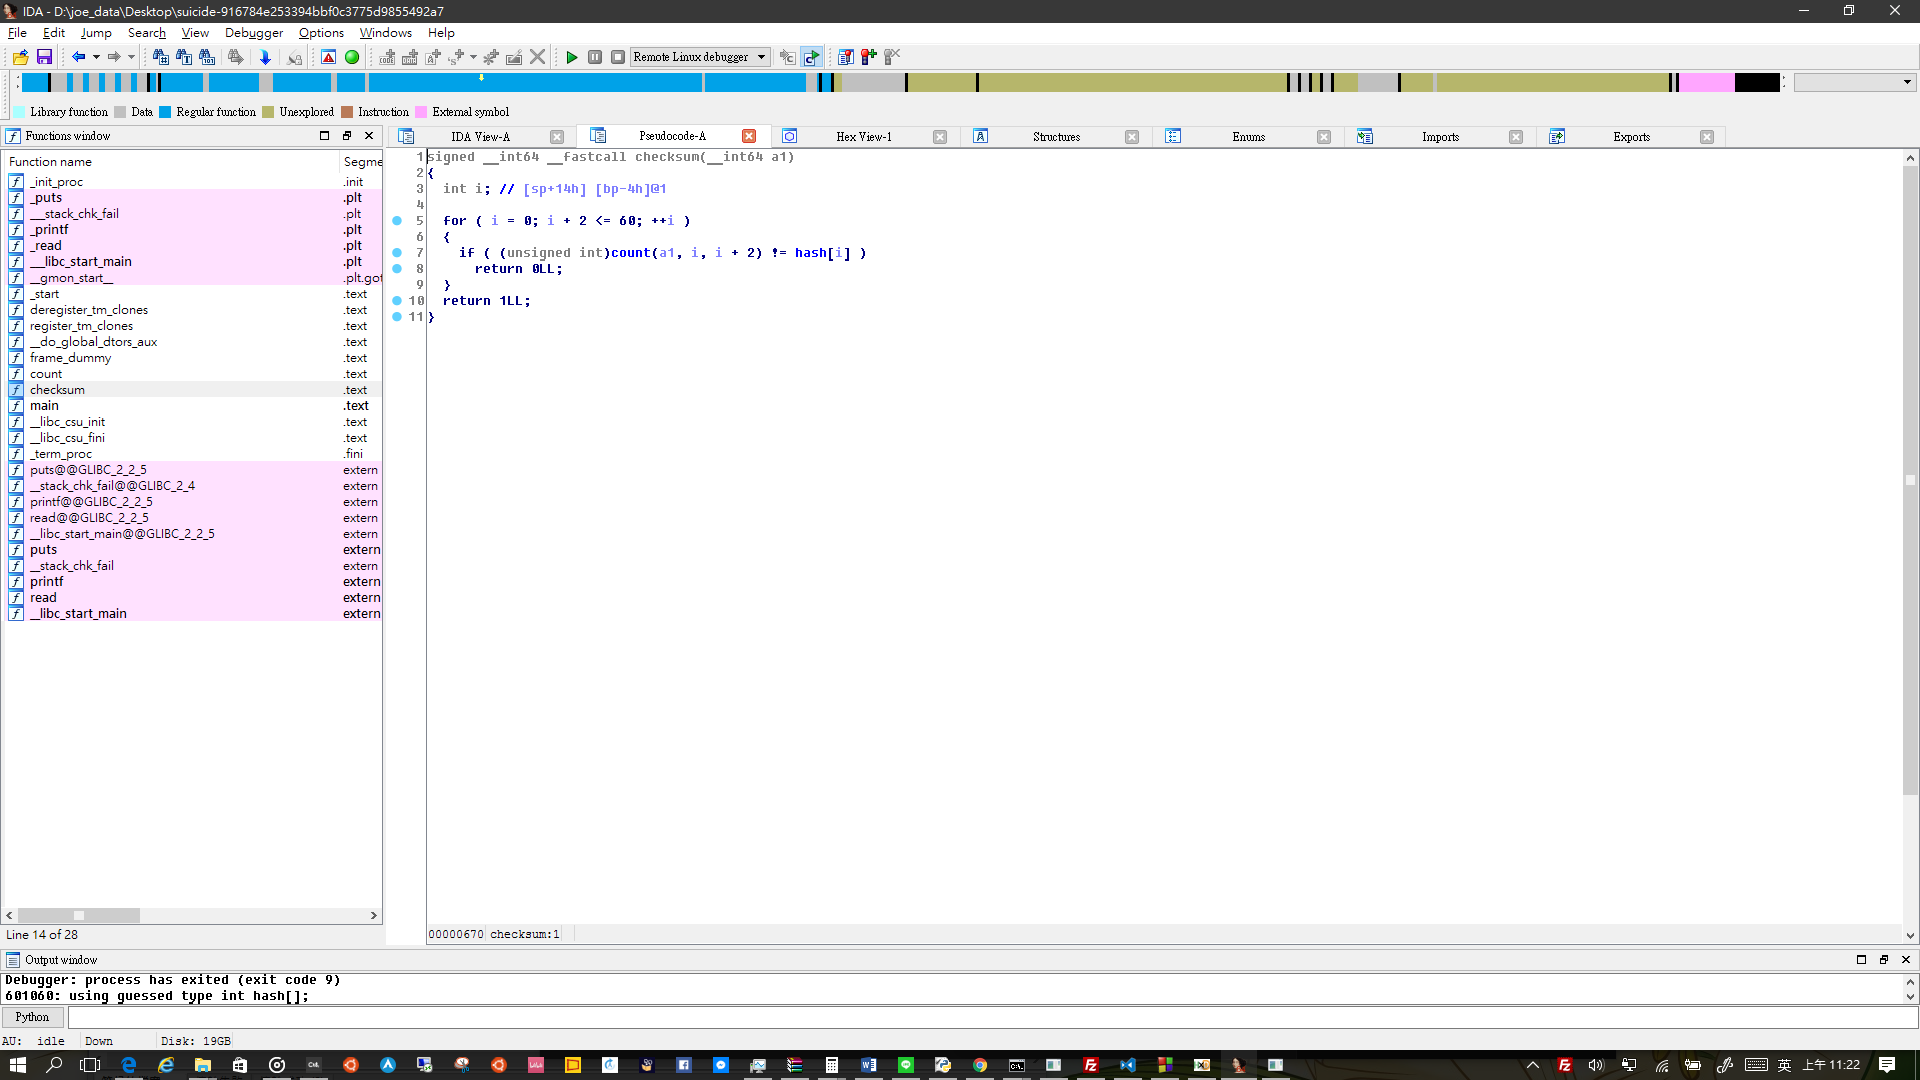 IDA - D:\joe_data\Desktop\suicide-916784e253394bbf0c3775d9855492a7
File Edit Jump Search View Debugger Options Windows Help
Remote Linux debugger
Library function Data Regular function Unexplored Instruction External symbol
Functions window
IDA View-A Pseudocode-A Hex View-1 Structures Enums Imports Exports
Function name Segme
_init_proc .init
_puts .plt
___stack_chk_fail .plt
_printf .plt
_read .plt
___libc_start_main .plt
__gmon_start__ .plt.got
_start .text
deregister_tm_clones .text
register_tm_clones .text
__do_global_dtors_aux .text
frame_dummy .text
count .text
checksum .text
main .text
__libc_csu_init .text
__libc_csu_fini .text
_term_proc .fini
puts@@GLIBC_2_2_5 extern
__stack_chk_fail@@GLIBC_2_4 extern
printf@@GLIBC_2_2_5 extern
read@@GLIBC_2_2_5 extern
__libc_start_main@@GLIBC_2_2_5 extern
puts extern
__stack_chk_fail extern
printf extern
read extern
__libc_start_main extern
Line 14 of 28
1 signed __int64 __fastcall checksum(__int64 a1)
2 {
3 int i; // [sp+14h] [bp-4h]@1
4
5 for ( i = 0; i + 2 <= 60; ++i )
6 {
7 if ( (unsigned int)count(a1, i, i + 2) != hash[i] )
8 return 0LL;
9 }
10 return 1LL;
11 }
00000670 checksum:1
Output window
Debugger: process has exited (exit code 9)
601060: using guessed type int hash[];
Python
AU: idle Down Disk: 19GB
英 上午 11:22